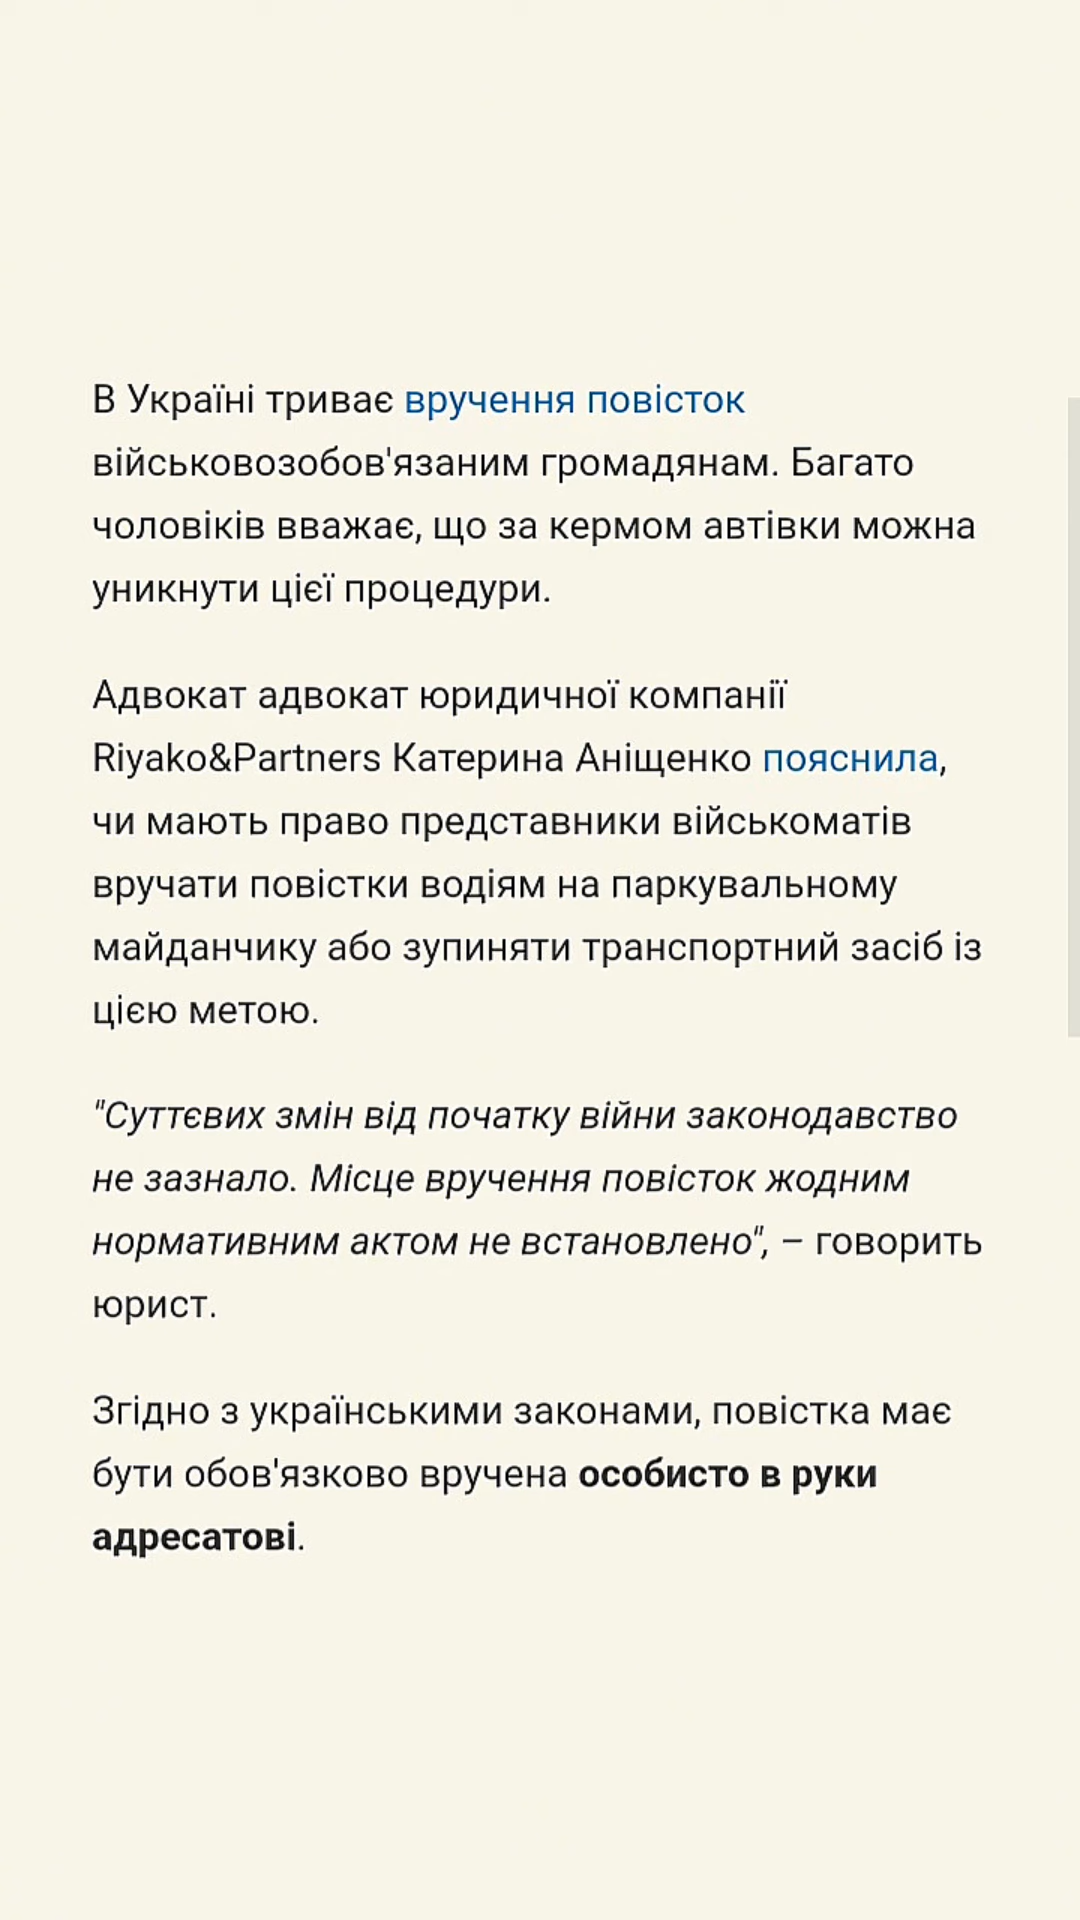 В Україні триває вручення повісток
військовозобов'язаним громадянам. Багато
чоловіків вважає, що за кермом автівки можна
уникнути цієї процедури.
Адвокат адвокат юридичної компанії
Riyako&Partners Катерина Аніщенко пояснила,
чи мають право представники військоматів
вручати повістки водіям на паркувальному
майданчику або зупиняти транспортний засіб із
цією метою.
"Суттєвих змін від початку війни законодавство
не зазнало. Місце вручення повісток жодним
нормативним актом не встановлено", – говорить
юрист.
Згідно з українськими законами, повістка має
бути обов'язково вручена особисто в руки
адресатові.